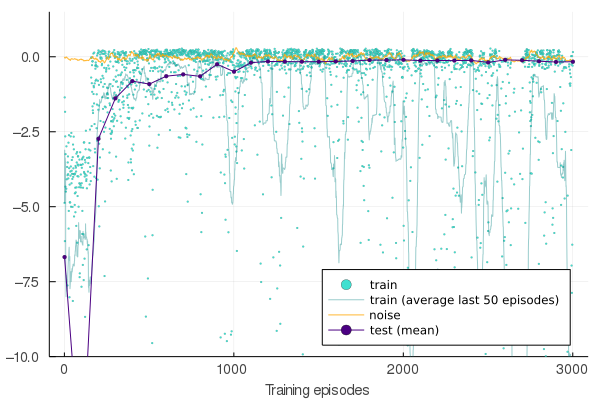 0.0
−2.5
−5.0
−7.5
−10.0
train
train (average last 50 episodes)
noise
test (mean)
0 1000 2000 3000
Training episodes